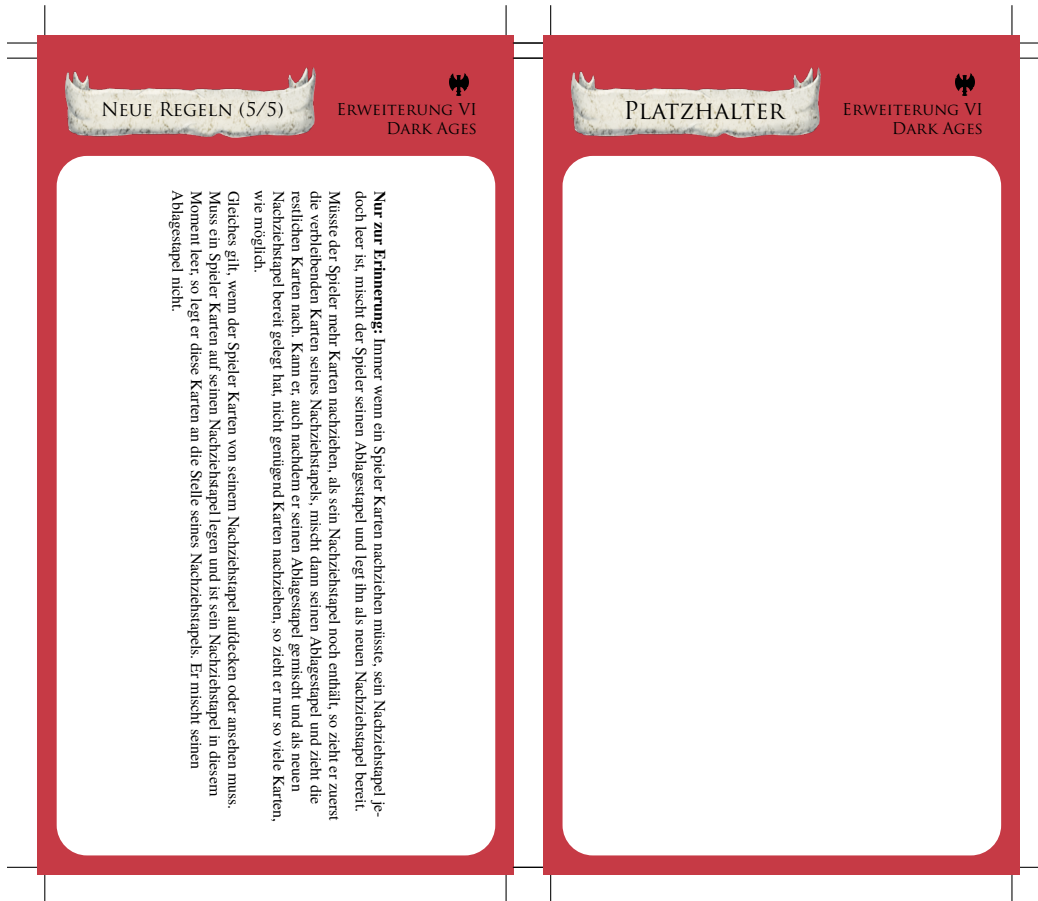 NEUE REGELN (5/5)
ERWEITERUNG VI
DARK AGES
Nur zur Erinnerung: Immer wenn ein Spieler Karten nachziehen müsste, sein Nachziehstapel je-
doch leer ist, mischt der Spieler seinen Ablagestapel und legt ihn als neuen Nachziehstapel bereit.
Müsste der Spieler mehr Karten nachziehen, als sein Nachziehstapel noch enthält, so zieht er zuerst
die verbleibenden Karten seines Nachziehstapels, mischt dann seinen Ablagestapel und zieht die
restlichen Karten nach. Kann er, auch nachdem er seinen Ablagestapel gemischt und als neuen
Nachziehstapel bereit gelegt hat, nicht genügend Karten nachziehen, so zieht er nur so viele Karten,
wie möglich.
Gleiches gilt, wenn der Spieler Karten von seinem Nachziehstapel aufdecken oder ansehen muss.
Muss ein Spieler Karten auf seinen Nachziehstapel legen und ist sein Nachziehstapel in diesem
Moment leer, so legt er diese Karten an die Stelle seines Nachziehstapels. Er mischt seinen
Ablagestapel nicht.
PLATZHALTER
ERWEITERUNG VI
DARK AGES